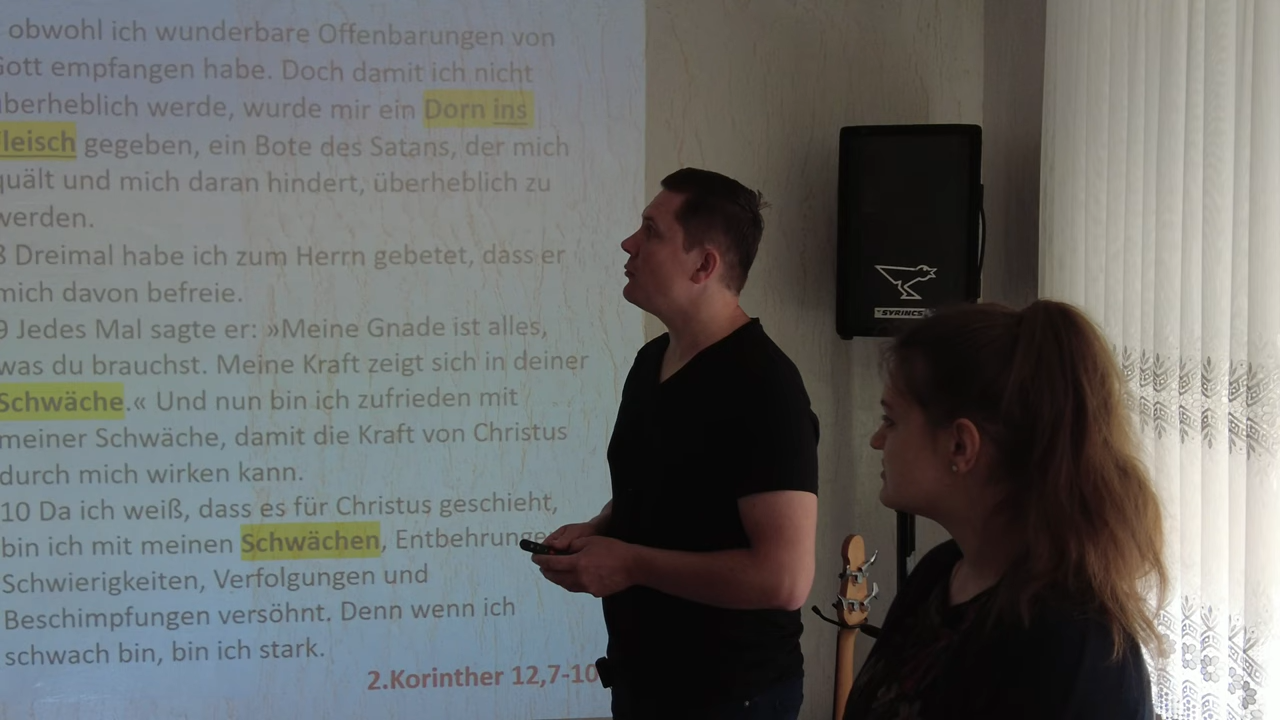 obwohl ich wunderbare Offenbarungen von
Gott empfangen habe. Doch damit ich nicht
überheblich werde, wurde mir ein Dorn ins
Fleisch gegeben, ein Bote des Satans, der mich
quält und mich daran hindert, überheblich zu
werden.
8 Dreimal habe ich zum Herrn gebetet, dass er
mich davon befreie.
9 Jedes Mal sagte er: »Meine Gnade ist alles,
was du brauchst. Meine Kraft zeigt sich in deiner
Schwäche.« Und nun bin ich zufrieden mit
meiner Schwäche, damit die Kraft von Christus
durch mich wirken kann.
10 Da ich weiß, dass es für Christus geschieht,
bin ich mit meinen Schwächen, Entbehrunge
Schwierigkeiten, Verfolgungen und
Beschimpfungen versöhnt. Denn wenn ich
schwach bin, bin ich stark.
2.Korinther 12,7-10
SYRINCS